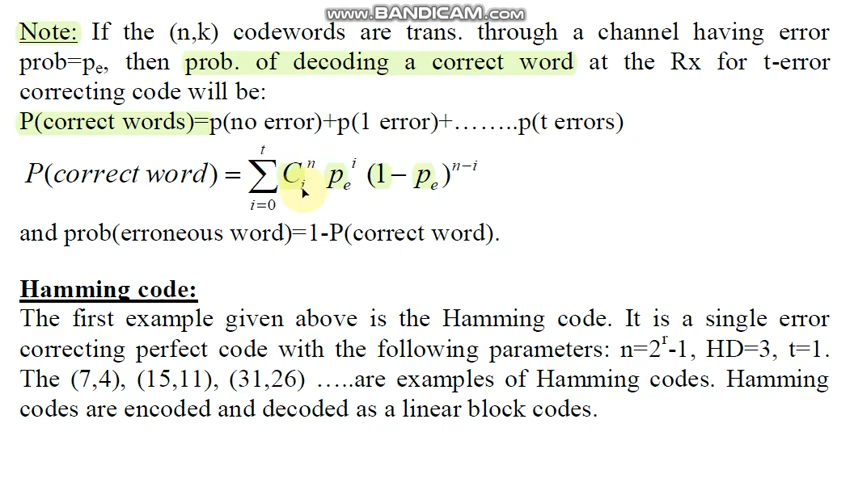 www.BANDICAM.com
Note: If the (n,k) codewords are trans. through a channel having error
prob=pₑ, then prob. of decoding a correct word at the Rx for t-error
correcting code will be:
P(correct words)=p(no error)+p(1 error)+……..p(t errors)
P(correct word) = ∑_{i=0}^{t} C_i^n p_e^i (1 − p_e)^{n−i}
and prob(erroneous word)=1-P(correct word).
Hamming code:
The first example given above is the Hamming code. It is a single error
correcting perfect code with the following parameters: n=2^r-1, HD=3, t=1.
The (7,4), (15,11), (31,26) …..are examples of Hamming codes. Hamming
codes are encoded and decoded as a linear block codes.